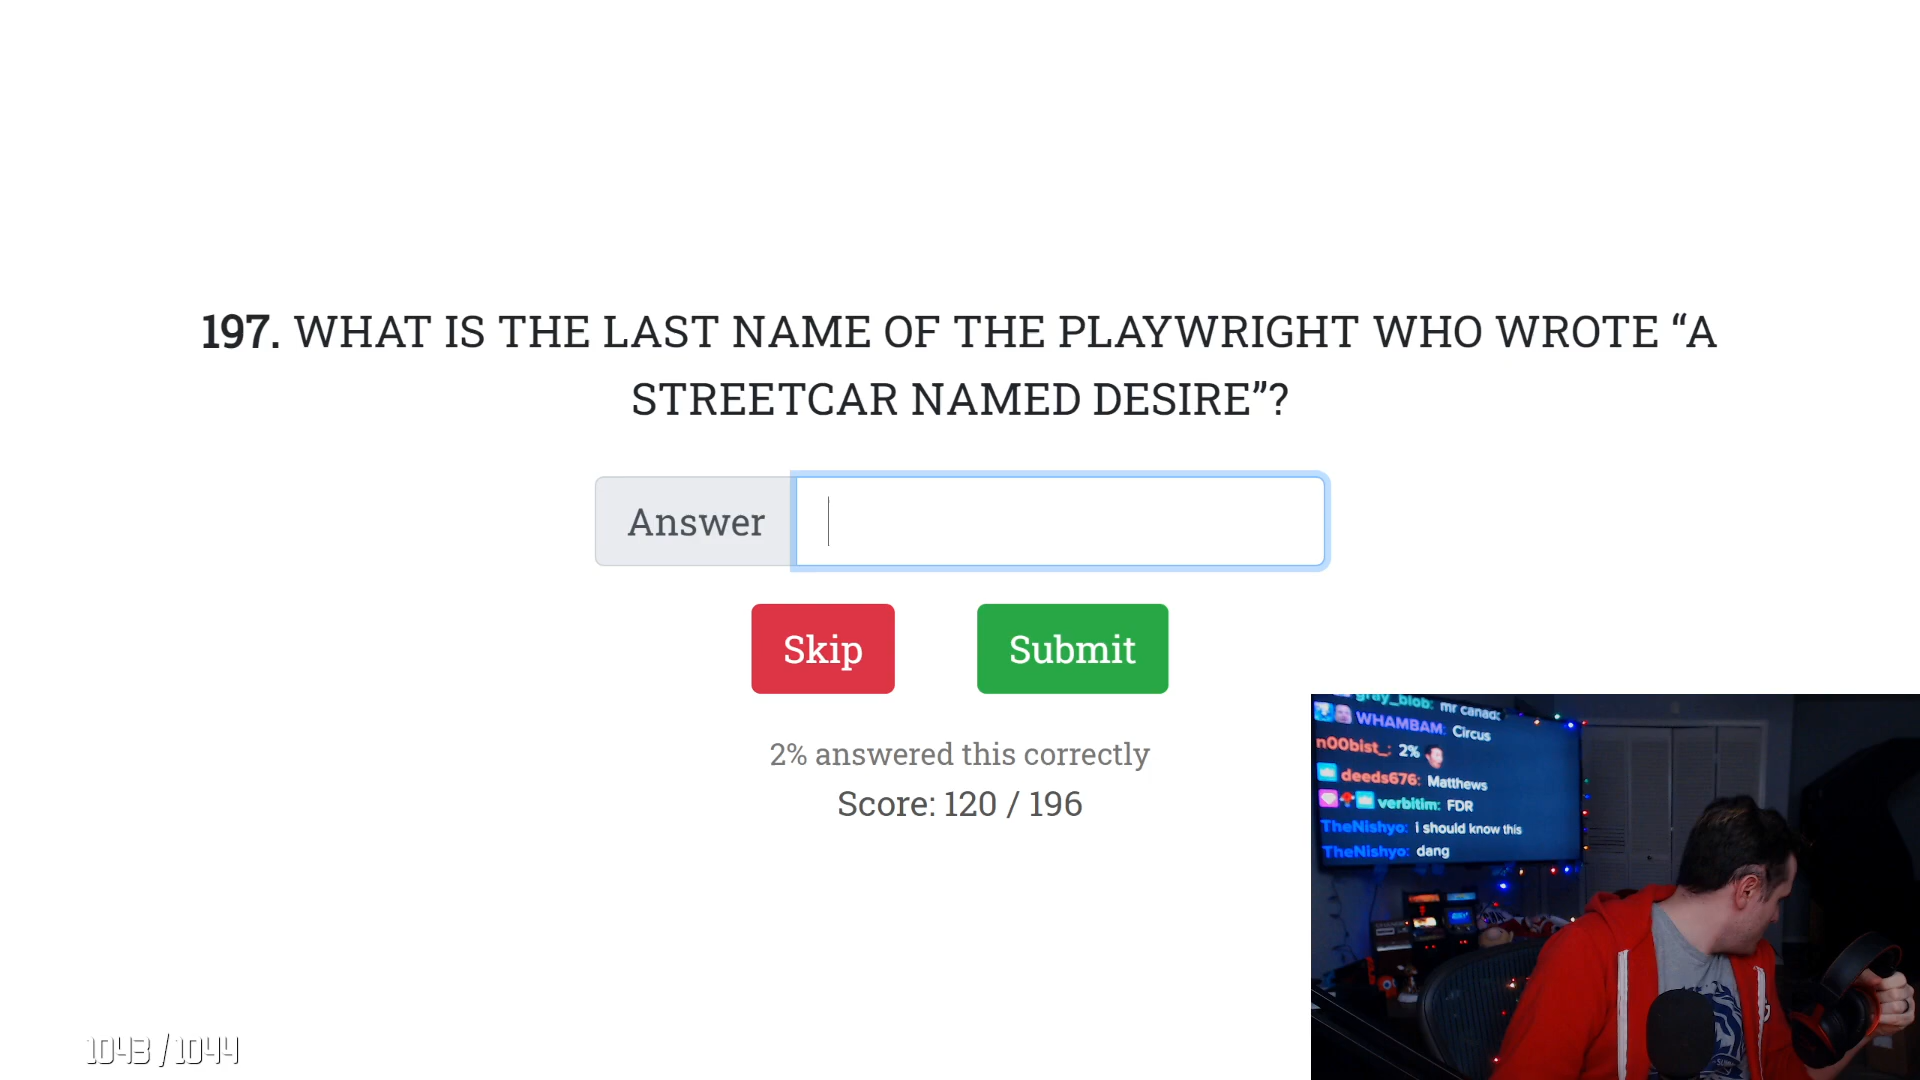 197. WHAT IS THE LAST NAME OF THE PLAYWRIGHT WHO WROTE “A
STREETCAR NAMED DESIRE”?
Answer
Skip
Submit
2% answered this correctly
Score: 120 / 196
gray_blob: mr canada
WHAMBAM: Circus
n00bist_: 2%
deeds676: Matthews
verbitim: FDR
TheNishyo: i should know this
TheNishyo: dang
1043 / 1044